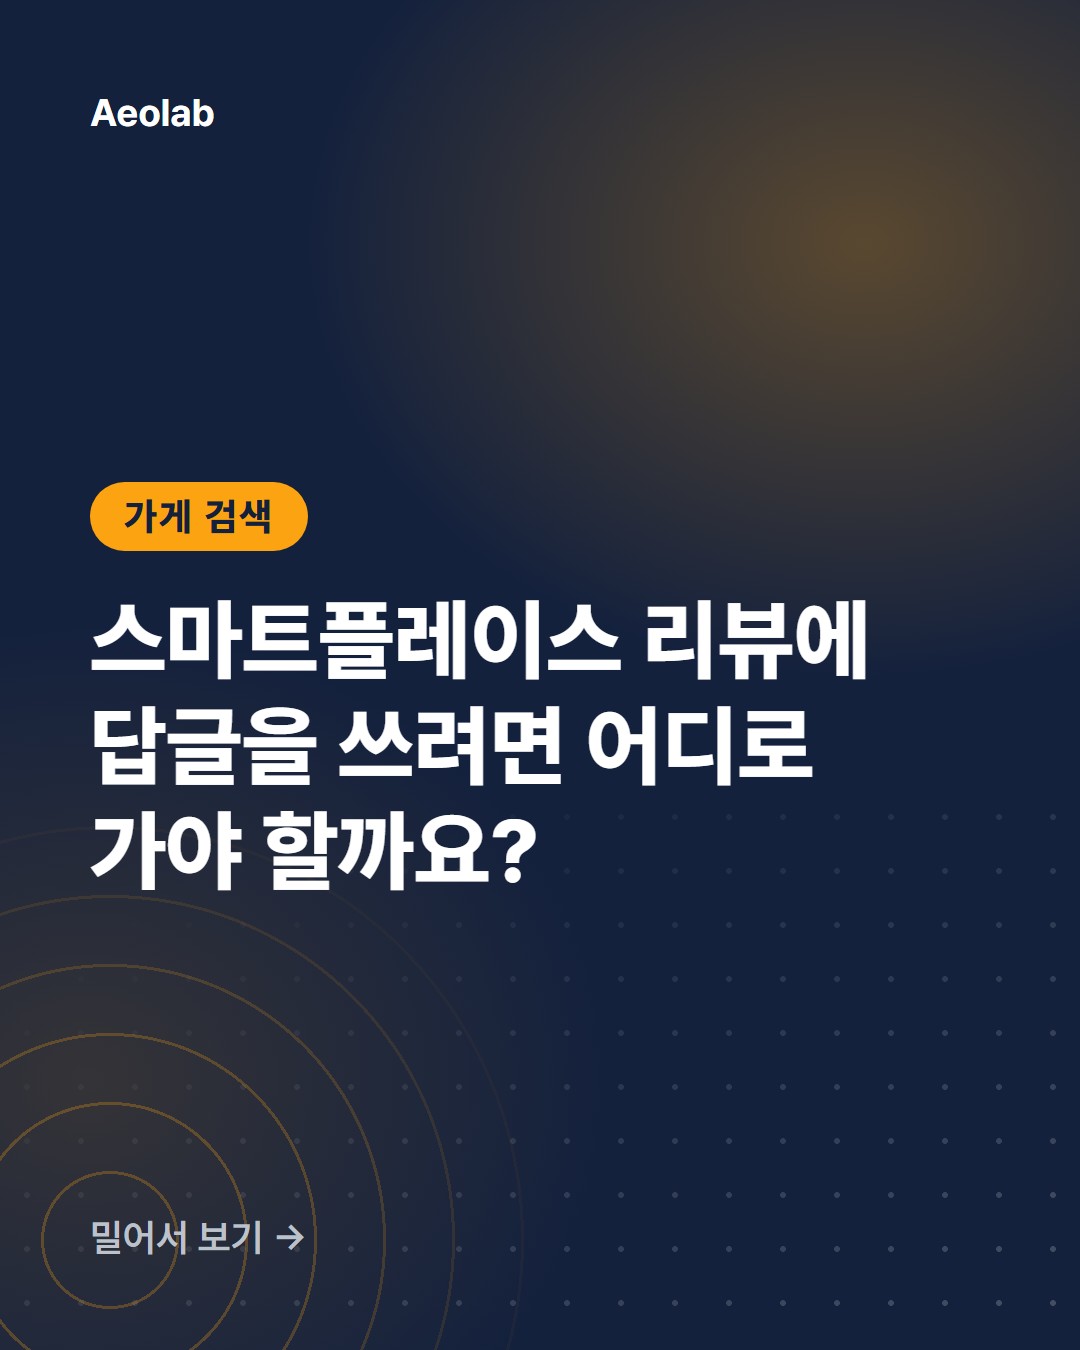 Aeolab
가게 검색
스마트플레이스 리뷰에
답글을 쓰려면 어디로
가야 할까요?
밀어서 보기 →